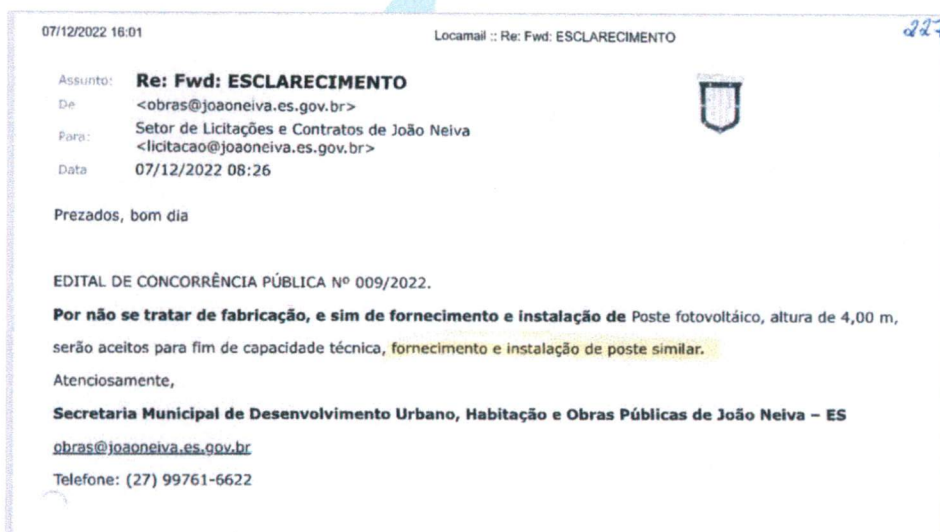 07/12/2022 16:01 Locamail :: Re: Fwd: ESCLARECIMENTO
Assunto: Re: Fwd: ESCLARECIMENTO
De <obras@joaoneiva.es.gov.br>
Para: Setor de Licitações e Contratos de João Neiva
<licitacao@joaoneiva.es.gov.br>
Data 07/12/2022 08:26
Prezados, bom dia
EDITAL DE CONCORRÊNCIA PÚBLICA Nº 009/2022.
Por não se tratar de fabricação, e sim de fornecimento e instalação de Poste fotovoltáico, altura de 4,00 m,
serão aceitos para fim de capacidade técnica, fornecimento e instalação de poste similar.
Atenciosamente,
Secretaria Municipal de Desenvolvimento Urbano, Habitação e Obras Públicas de João Neiva – ES
obras@joaoneiva.es.gov.br
Telefone: (27) 99761-6622